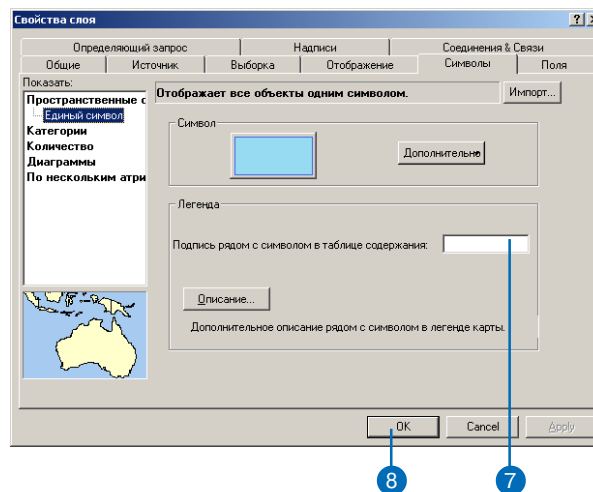 Свойства слоя
Определяющий запрос Надписи Соединения & Связи
Общие Источник Выборка Отображение Символы Поля
Показать:
Пространственные с
Единый символ
Категории
Количество
Диаграммы
По нескольким атри
Отображает все объекты одним символом.
Импорт...
Символ
Дополнительно
Легенда
Подпись рядом с символом в таблице содержания:
Описание...
Дополнительное описание рядом с символом в легенде карты.
OK Cancel Apply
8 7